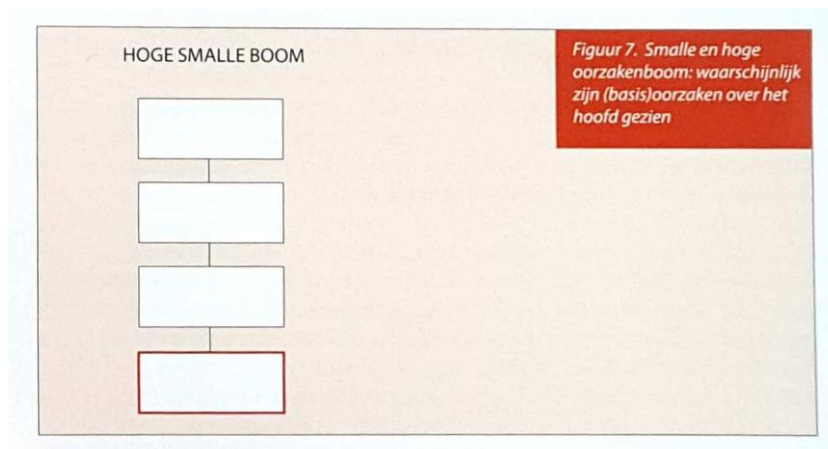 HOGE SMALLE BOOM
Figuur 7. Smalle en hoge
oorzakenboom: waarschijnlijk
zijn (basis)oorzaken over het
hoofd gezien